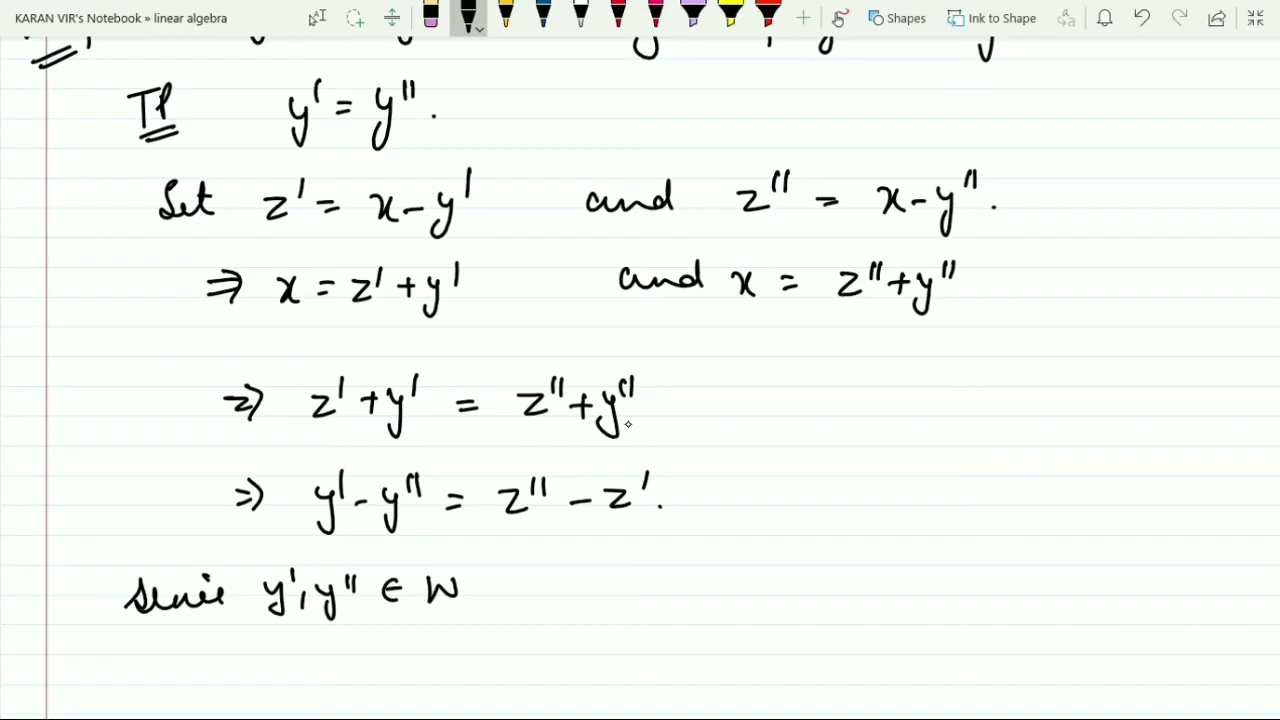 KARAN VIR's Notebook » linear algebra Shapes Ink to Shape
TP y' = y''.
Set z' = x - y' and z'' = x - y''.
⇒ x = z' + y' and x = z'' + y''
⇒ z' + y' = z'' + y''
⇒ y' - y'' = z'' - z'.
Since y', y'' ∈ W